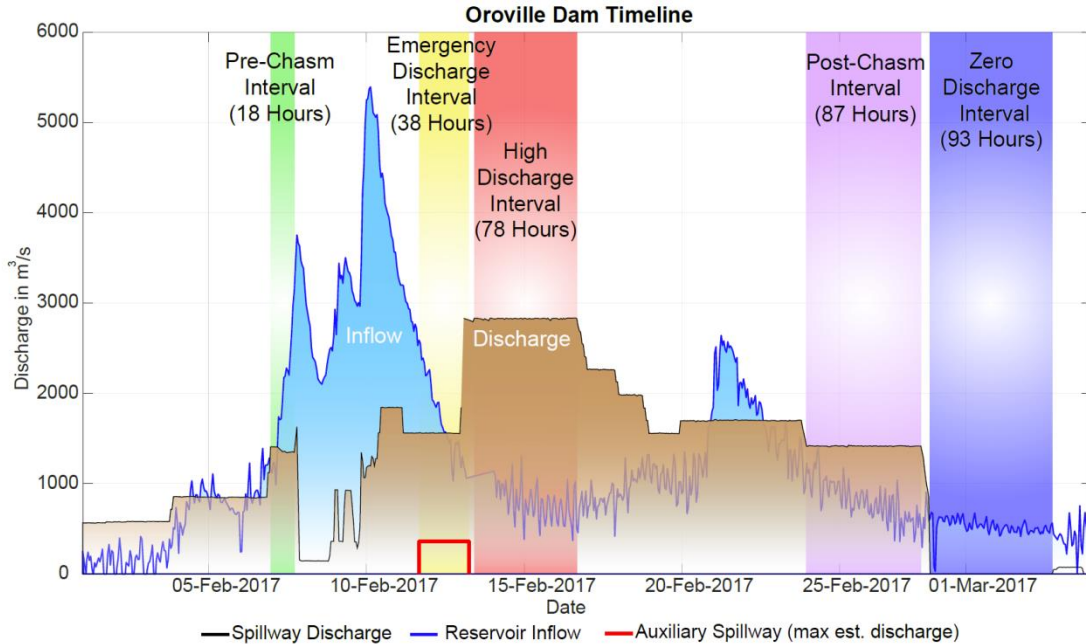 Oroville Dam Timeline
6000
5000
4000
3000
2000
1000
0
Discharge in m³/s
Pre-Chasm
Interval
(18 Hours)
Emergency
Discharge
Interval
(38 Hours)
High
Discharge
Interval
(78 Hours)
Post-Chasm
Interval
(87 Hours)
Zero
Discharge
Interval
(93 Hours)
Inflow
Discharge
05-Feb-2017
10-Feb-2017
15-Feb-2017
20-Feb-2017
25-Feb-2017
01-Mar-2017
Date
Spillway Discharge
Reservoir Inflow
Auxiliary Spillway (max est. discharge)